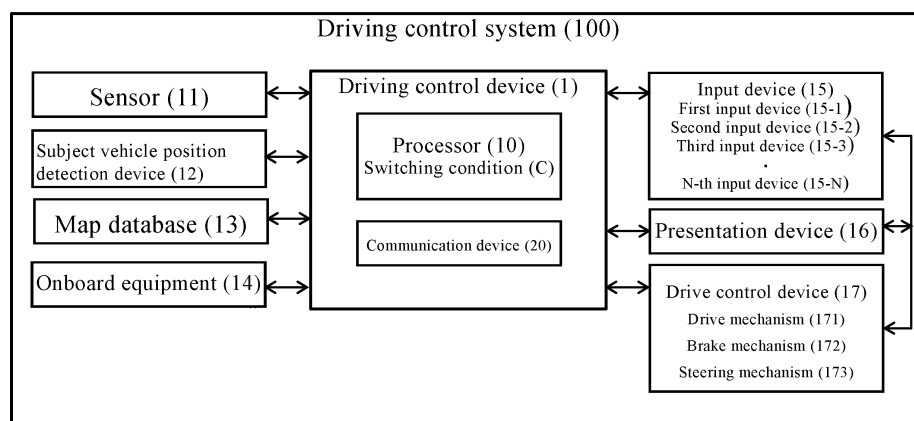 Driving control system (100)
Sensor (11)
Subject vehicle position
detection device (12)
Map database (13)
Onboard equipment (14)
Driving control device (1)
Processor (10)
Switching condition (C)
Communication device (20)
Input device (15)
First input device (15-1)
Second input device (15-2)
Third input device (15-3)
.
N-th input device (15-N)
Presentation device (16)
Drive control device (17)
Drive mechanism (171)
Brake mechanism (172)
Steering mechanism (173)